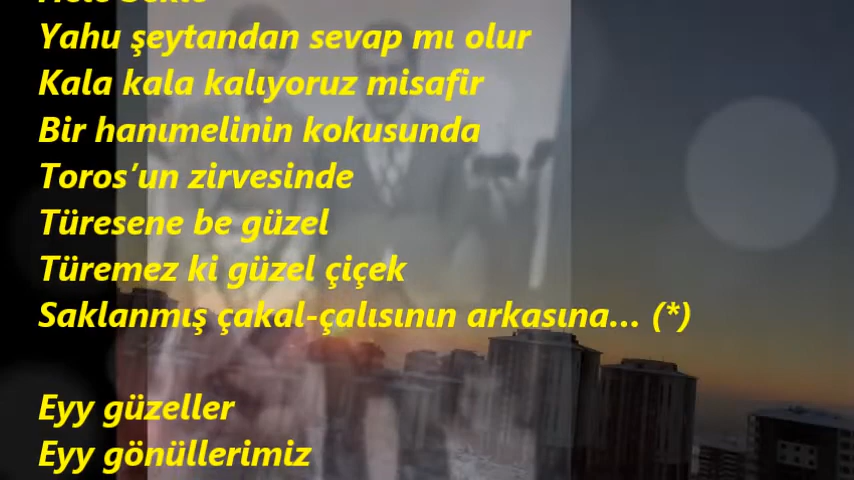 Yahu şeytandan sevap mı olur
Kala kala kalıyoruz misafir
Bir hanımelinin kokusunda
Toros’un zirvesinde
Türesene be güzel
Türemez ki güzel çiçek
Saklanmış çakal-çalısının arkasına... (*)
Eyy güzeller
Eyy gönüllerimiz